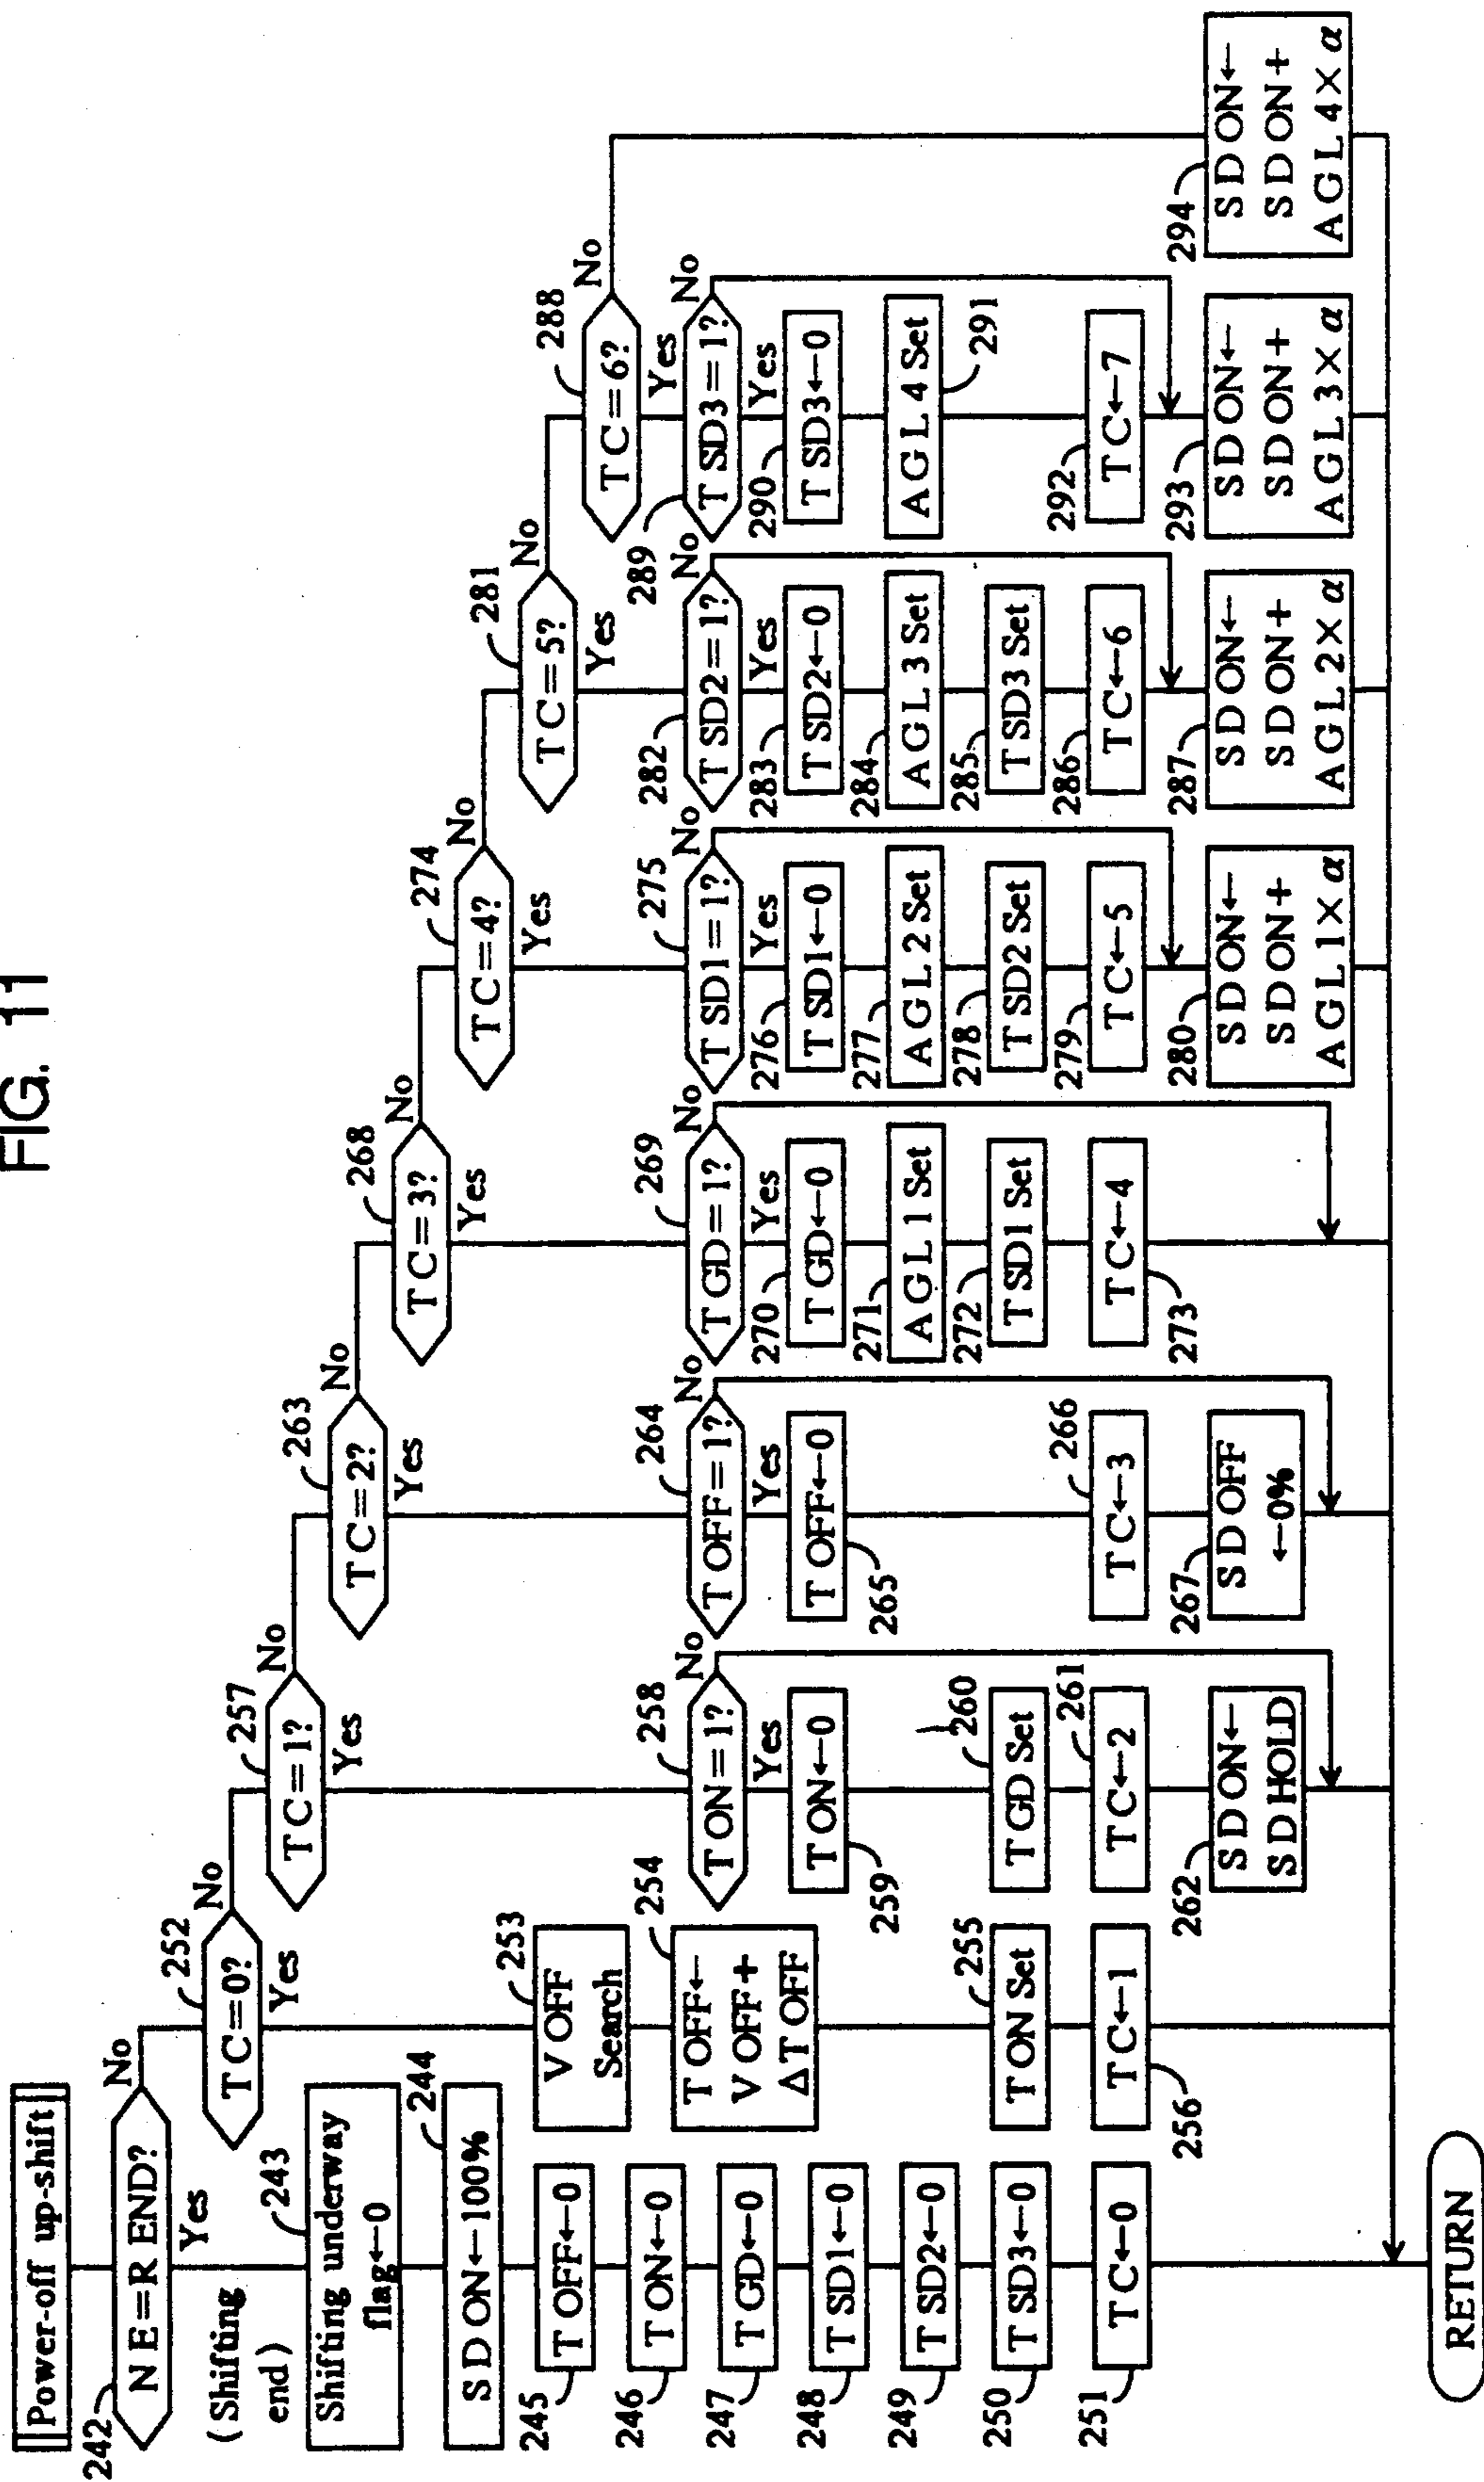 FIG. 11
Power-off up-shift
242
N E = R END?
No
Yes
(Shifting
end)
243
Shifting underway
flag←0
244
S D ON←100%
245
T OFF←0
246
T ON←0
247
T GD←0
248
T SD1←0
249
T SD2←0
250
T SD3←0
251
T C←0
252
T C=0?
No
Yes
253
V OFF
Search
254
T OFF←
V OFF+
ΔT OFF
255
T ON Set
T C←1
256
257
T C=1?
No
Yes
258
T ON=1?
No
Yes
T ON←0
259
260
T GD Set
261
T C←2
262
S D ON←
S D HOLD
263
T C=2?
No
Yes
264
T OFF=1?
No
Yes
T OFF←0
265
266
T C←3
267
S D OFF
←0%
268
T C=3?
No
Yes
269
T GD=1?
No
Yes
270
T GD←0
271
A G L 1 Set
272
T SD1 Set
T C←4
273
274
T C=4?
No
Yes
275
T SD1=1?
No
Yes
276
T SD1←0
277
A G L 2 Set
278
T SD2 Set
279
T C←5
280
S D ON←
S D ON+
A G L 1×α
281
T C=5?
No
Yes
282
T SD2=1?
No
Yes
283
T SD2←0
284
A G L 3 Set
285
T SD3 Set
286
T C←6
287
S D ON←
S D ON+
A G L 2×α
288
T C=6?
No
Yes
289
T SD3=1?
No
Yes
290
T SD3←0
A G L 4 Set
291
292
T C←7
293
S D ON←
S D ON+
A G L 3×α
294
S D ON←
S D ON+
A G L 4×α
RETURN